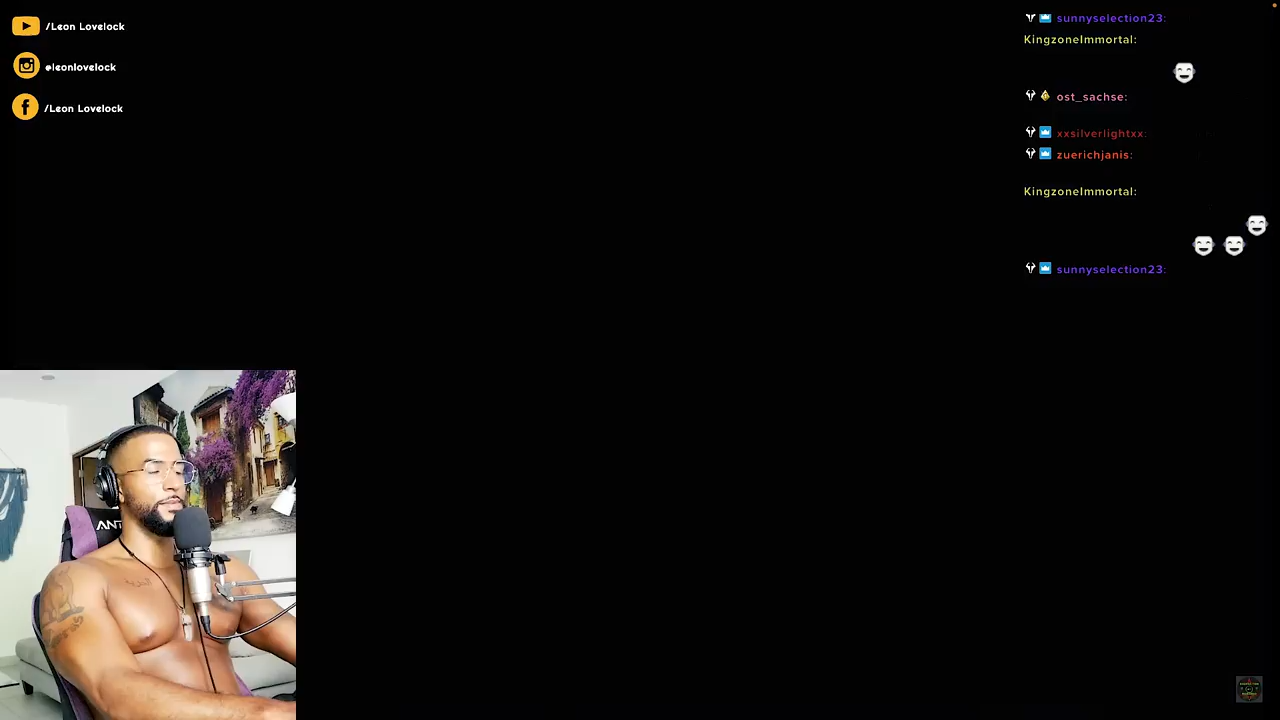 /Leon Lovelock
@leonlovelock
/Leon Lovelock
sunnyselection23:
KingzoneImmortal:
ost_sachse:
xxsilverlightxx:
zuerichjanis:
KingzoneImmortal:
sunnyselection23:
ANT